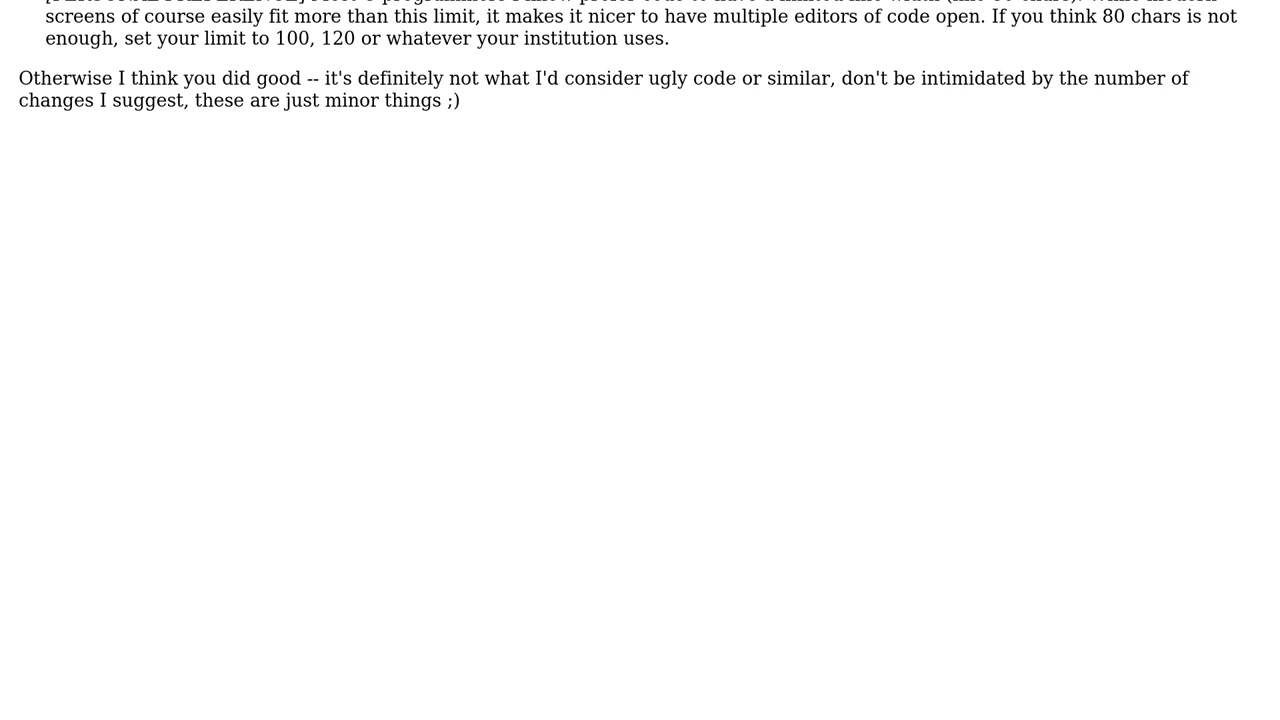 screens of course easily fit more than this limit, it makes it nicer to have multiple editors of code open. If you think 80 chars is not
enough, set your limit to 100, 120 or whatever your institution uses.
Otherwise I think you did good -- it's definitely not what I'd consider ugly code or similar, don't be intimidated by the number of
changes I suggest, these are just minor things ;)